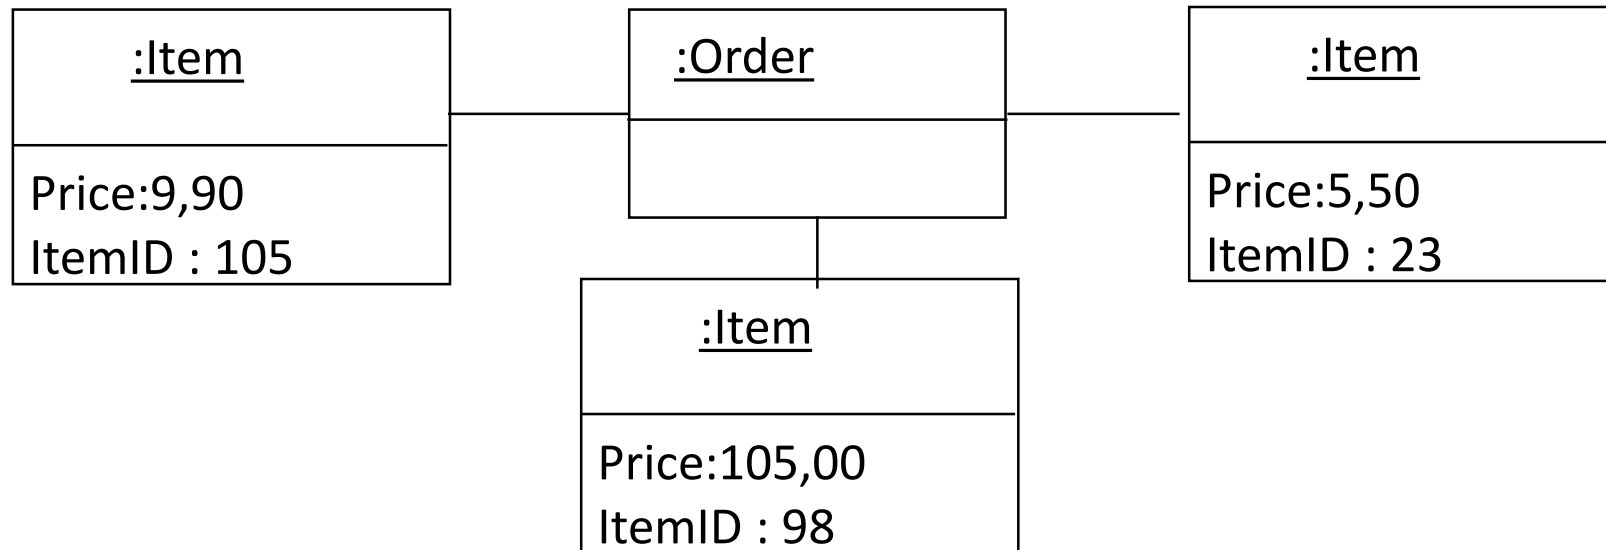 :Item
Price:9,90
ItemID : 105
:Order
:Item
Price:5,50
ItemID : 23
:Item
Price:105,00
ItemID : 98